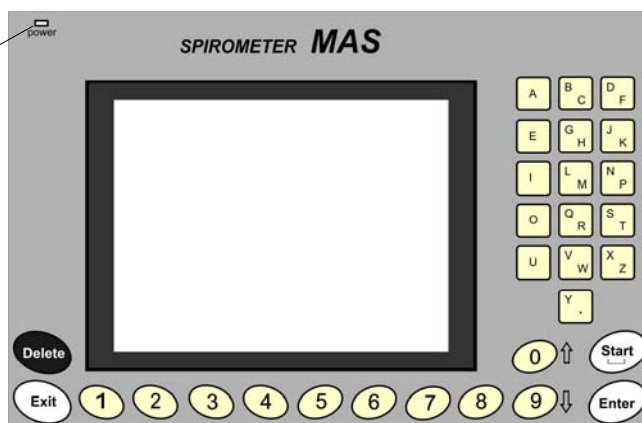 power
SPIROMETER MAS
A B C D F
E G H J K
I L M N P
O Q R S T
U V W X Z
Y .
Delete 0 Start
Exit 1 2 3 4 5 6 7 8 9 Enter